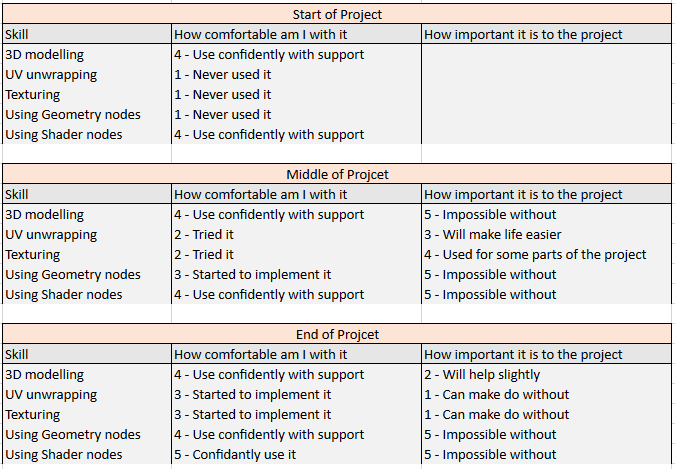 Start of Project
Skill How comfortable am I with it How important it is to the project
3D modelling 4 - Use confidently with support
UV unwrapping 1 - Never used it
Texturing 1 - Never used it
Using Geometry nodes 1 - Never used it
Using Shader nodes 4 - Use confidently with support
Middle of Projcet
Skill How comfortable am I with it How important it is to the project
3D modelling 4 - Use confidently with support 5 - Impossible without
UV unwrapping 2 - Tried it 3 - Will make life easier
Texturing 2 - Tried it 4 - Used for some parts of the project
Using Geometry nodes 3 - Started to implement it 5 - Impossible without
Using Shader nodes 4 - Use confidently with support 5 - Impossible without
End of Projcet
Skill How comfortable am I with it How important it is to the project
3D modelling 4 - Use confidently with support 2 - Will help slightly
UV unwrapping 3 - Started to implement it 1 - Can make do without
Texturing 3 - Started to implement it 1 - Can make do without
Using Geometry nodes 4 - Use confidently with support 5 - Impossible without
Using Shader nodes 5 - Confidantly use it 5 - Impossible without